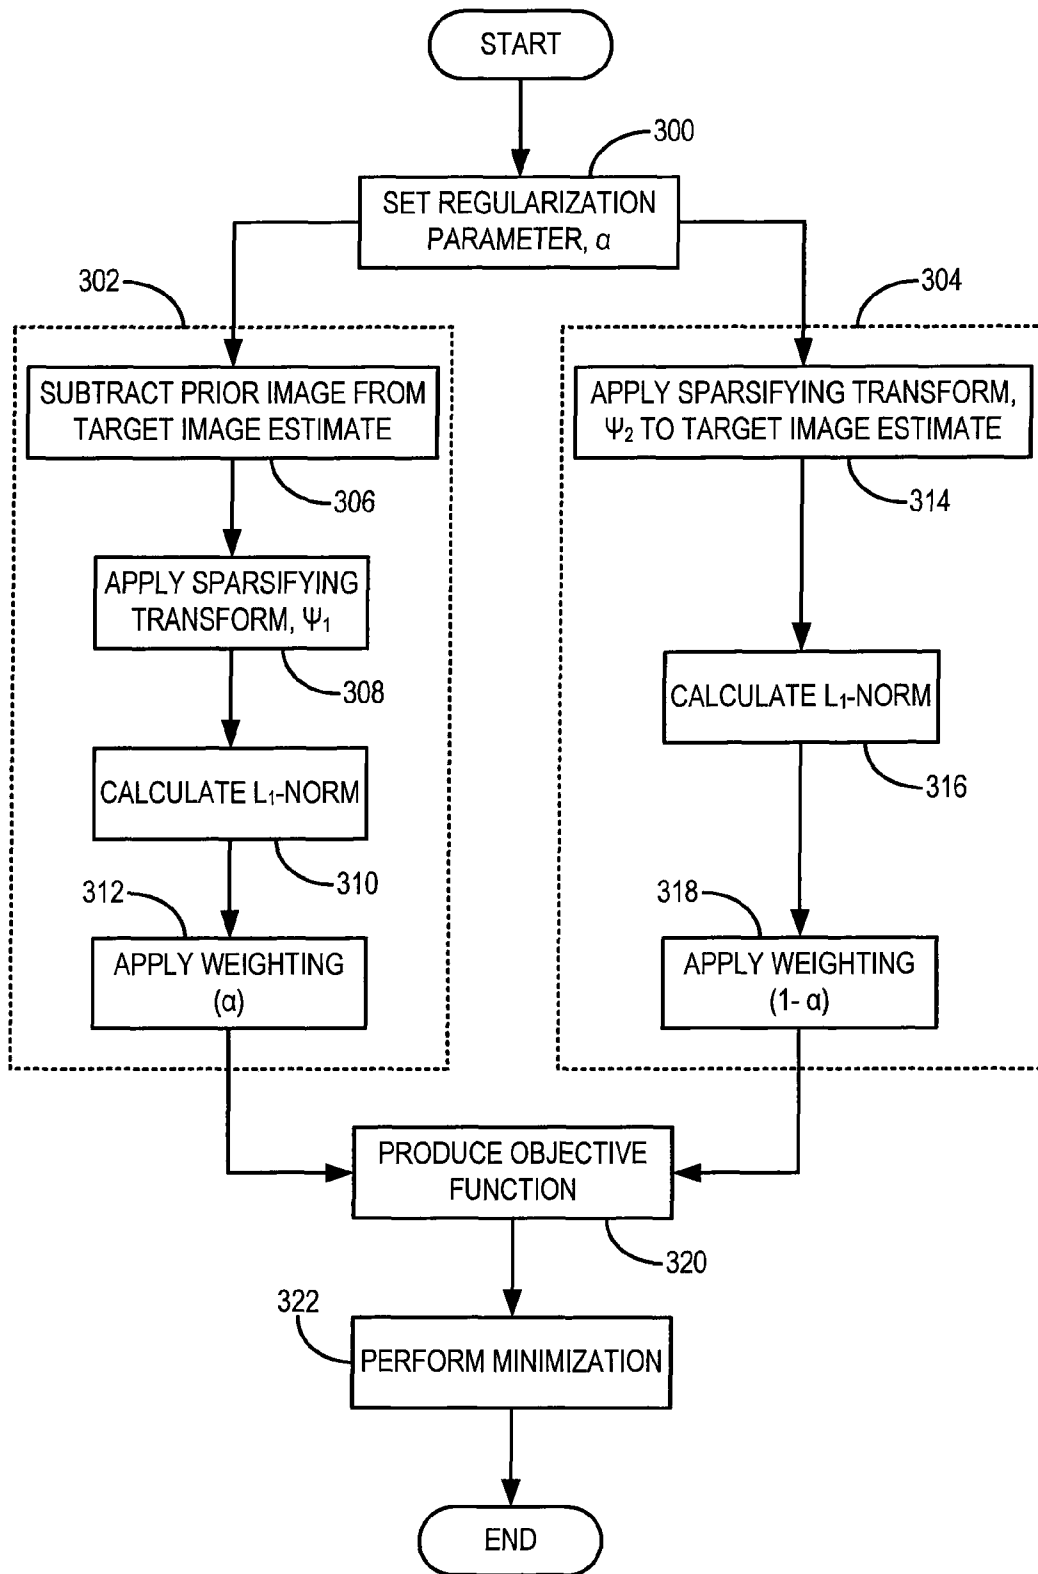 START
300
SET REGULARIZATION
PARAMETER, α
302
304
SUBTRACT PRIOR IMAGE FROM
TARGET IMAGE ESTIMATE
306
APPLY SPARSIFYING TRANSFORM,
Ψ₂ TO TARGET IMAGE ESTIMATE
314
APPLY SPARSIFYING
TRANSFORM, Ψ₁
308
CALCULATE L₁-NORM
316
CALCULATE L₁-NORM
310
312
APPLY WEIGHTING
(α)
318
APPLY WEIGHTING
(1- α)
PRODUCE OBJECTIVE
FUNCTION
320
322
PERFORM MINIMIZATION
END